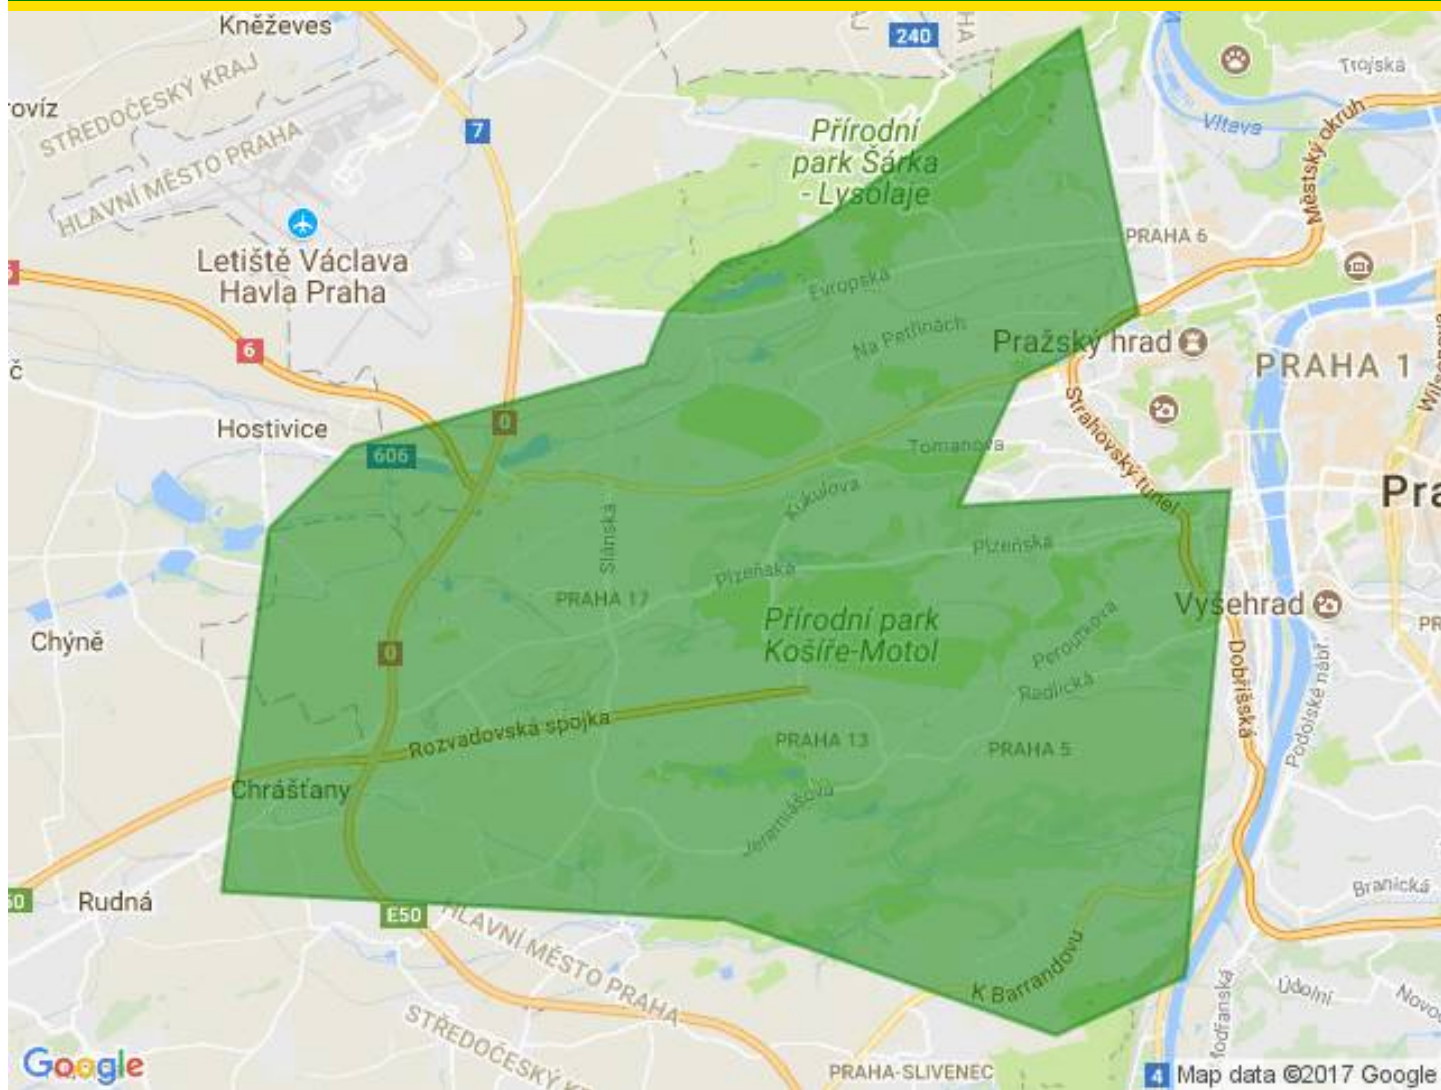 Kněževes
240
Trojská
STŘEDOČESKÝ KRAJ
ovíz
7
Přírodní
park Šárka
- Lysolaje
Vltava
Městský okruh
HLAVNÍ MĚSTO PRAHA
Letiště Václava
Havla Praha
PRAHA 6
Evropská
Na Petřinách
Pražský hrad
PRAHA 1
6
č
0
Hostivice
606
Strahovský tunel
Tomanova
Kukulova
Slánská
Plzeňská
Plzeňská
PRAHA 17
Přírodní park
Košíře-Motol
Vyšehrad
Chýně
0
Peroutkova
Radlická
Dobříšská
Podolské nábř.
Rozvadovská spojka
PRAHA 13
PRAHA 5
Chrášťany
Jeremiášova
Rudná
50
E50
Branická
HLAVNÍ MĚSTO PRAHA
K Barrandovu
Údolní
STŘEDOČESKÝ
PRAHA-SLIVENEC
4
Google
Map data ©2017 Google